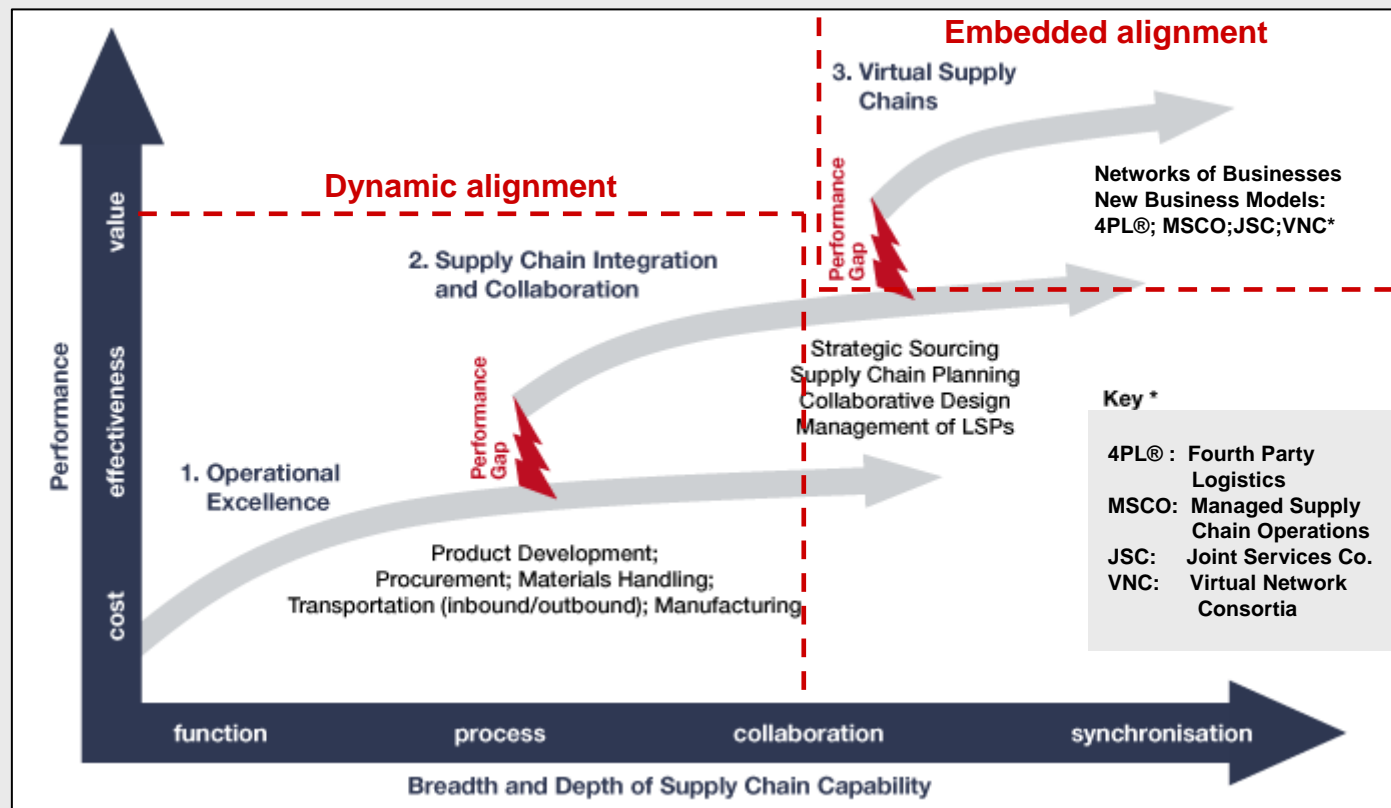 Embedded alignment
3. Virtual Supply
Chains
Dynamic alignment
Performance
Gap
Networks of Businesses
New Business Models:
4PL®; MSCO;JSC;VNC*
2. Supply Chain Integration
and Collaboration
Performance
Gap
Strategic Sourcing
Supply Chain Planning
Collaborative Design
Management of LSPs
1. Operational
Excellence
Product Development;
Procurement; Materials Handling;
Transportation (inbound/outbound); Manufacturing
Key *
4PL® : Fourth Party
Logistics
MSCO: Managed Supply
Chain Operations
JSC: Joint Services Co.
VNC: Virtual Network
Consortia
Performance
value
effectiveness
cost
function process collaboration synchronisation
Breadth and Depth of Supply Chain Capability